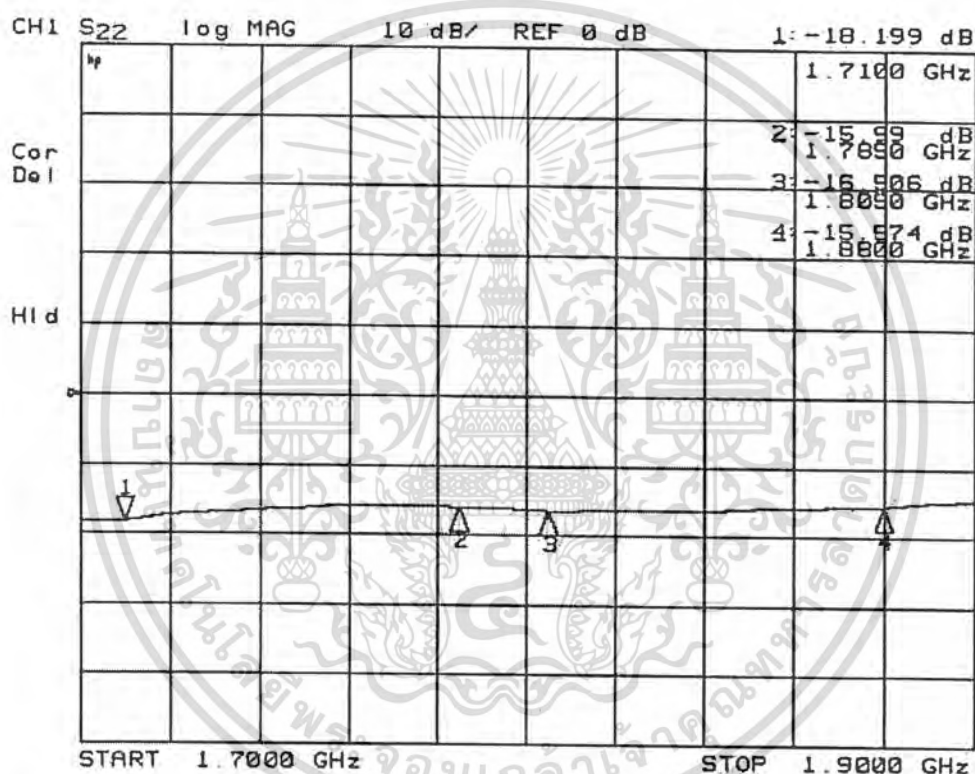 CH1 S22 log MAG 10 dB/ REF 0 dB 1:-18.199 dB
hp
1.7100 GHz
2:-15.99 dB
1.7850 GHz
Cor
Del
3:-16.506 dB
1.8050 GHz
4:-15.574 dB
1.8800 GHz
Hld
1
2
3
4
START 1.7000 GHz STOP 1.9000 GHz